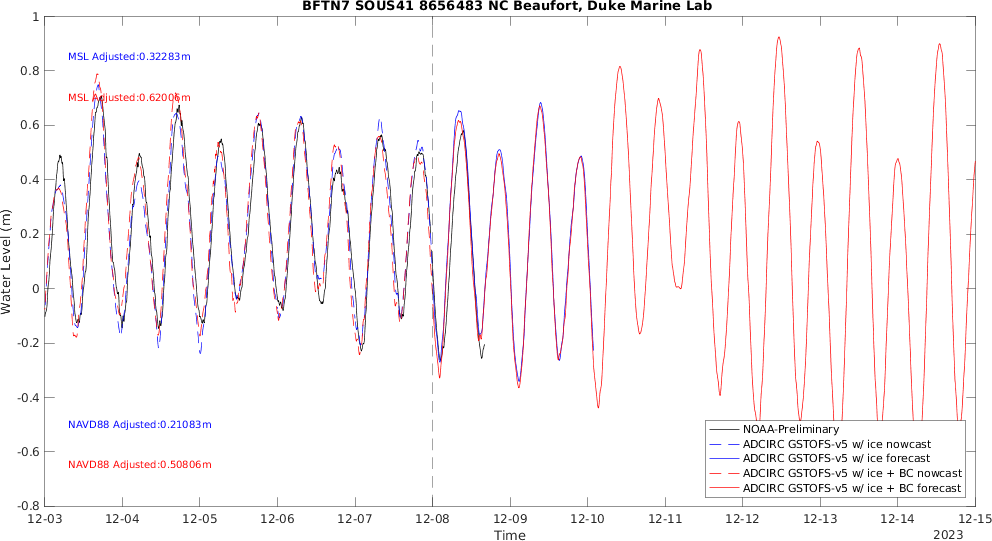 BFTN7 SOUS41 8656483 NC Beaufort, Duke Marine Lab
1
0.8
0.6
0.4
0.2
0
-0.2
-0.4
-0.6
-0.8
Water Level (m)
MSL Adjusted:0.32283m
MSL Adjusted:0.62006m
NAVD88 Adjusted:0.21083m
NAVD88 Adjusted:0.50806m
NOAA-Preliminary
ADCIRC GSTOFS-v5 w/ ice nowcast
ADCIRC GSTOFS-v5 w/ ice forecast
ADCIRC GSTOFS-v5 w/ ice + BC nowcast
ADCIRC GSTOFS-v5 w/ ice + BC forecast
12-03 12-04 12-05 12-06 12-07 12-08 12-09 12-10 12-11 12-12 12-13 12-14 12-15
Time
2023